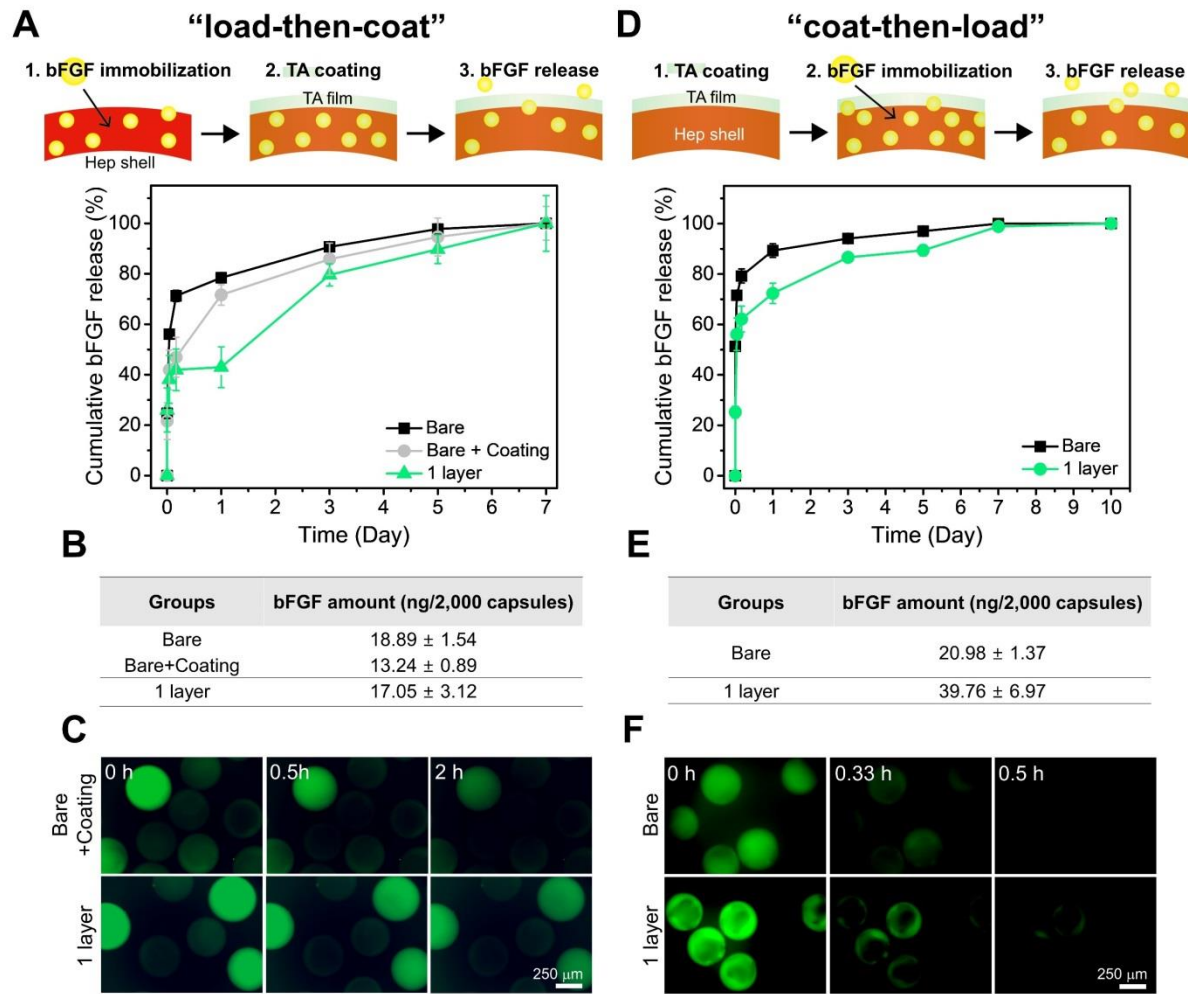 A
"load-then-coat"
1. bFGF immobilization
2. TA coating
3. bFGF release
TA film
Hep shell
Cumulative bFGF release (%)
100
80
60
40
20
0
Bare
Bare + Coating
1 layer
0 1 2 3 4 5 6 7
Time (Day)
B
Groups bFGF amount (ng/2,000 capsules)
Bare 18.89 ± 1.54
Bare+Coating 13.24 ± 0.89
1 layer 17.05 ± 3.12
C
0 h 0.5h 2 h
Bare
+Coating
1 layer
250 μm
D
"coat-then-load"
1. TA coating
2. bFGF immobilization
3. bFGF release
TA film
Hep shell
Cumulative bFGF release (%)
100
80
60
40
20
0
Bare
1 layer
0 1 2 3 4 5 6 7 8 9 10
Time (Day)
E
Groups bFGF amount (ng/2,000 capsules)
Bare 20.98 ± 1.37
1 layer 39.76 ± 6.97
F
0 h 0.33 h 0.5 h
Bare
1 layer
250 μm